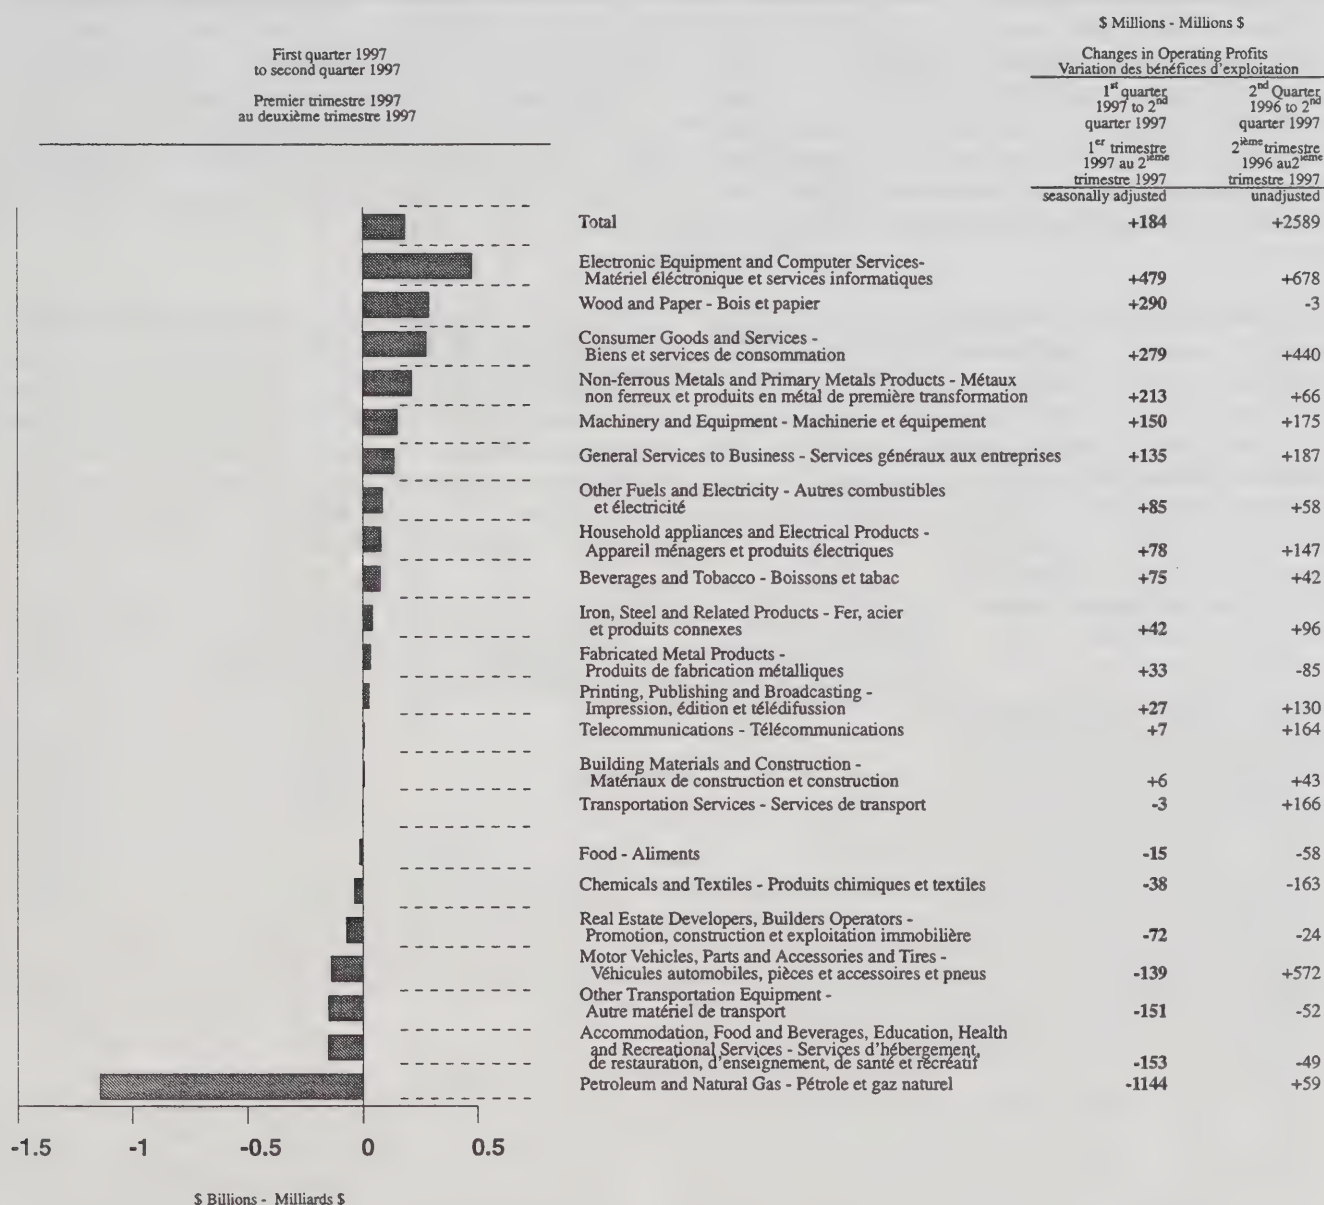 $ Millions - Millions $
First quarter 1997
to second quarter 1997
Premier trimestre 1997
au deuxième trimestre 1997
Changes in Operating Profits
Variation des bénéfices d'exploitation
1st quarter
1997 to 2nd
quarter 1997
1er trimestre
1997 au 2ième
trimestre 1997
seasonally adjusted
2nd Quarter
1996 to 2nd
quarter 1997
2ième trimestre
1996 au2ième
trimestre 1997
unadjusted
Total +184 +2589
Electronic Equipment and Computer Services-
Matériel éléctronique et services informatiques +479 +678
Wood and Paper - Bois et papier +290 -3
Consumer Goods and Services -
Biens et services de consommation +279 +440
Non-ferrous Metals and Primary Metals Products - Métaux
non ferreux et produits en métal de première transformation +213 +66
Machinery and Equipment - Machinerie et équipement +150 +175
General Services to Business - Services généraux aux entreprises +135 +187
Other Fuels and Electricity - Autres combustibles
et électricité +85 +58
Household appliances and Electrical Products -
Appareil ménagers et produits électriques +78 +147
Beverages and Tobacco - Boissons et tabac +75 +42
Iron, Steel and Related Products - Fer, acier
et produits connexes +42 +96
Fabricated Metal Products -
Produits de fabrication métalliques +33 -85
Printing, Publishing and Broadcasting -
Impression, édition et télédifussion +27 +130
Telecommunications - Télécommunications +7 +164
Building Materials and Construction -
Matériaux de construction et construction +6 +43
Transportation Services - Services de transport -3 +166
Food - Aliments -15 -58
Chemicals and Textiles - Produits chimiques et textiles -38 -163
Real Estate Developers, Builders Operators -
Promotion, construction et exploitation immobilière -72 -24
Motor Vehicles, Parts and Accessories and Tires -
Véhicules automobiles, pièces et accessoires et pneus -139 +572
Other Transportation Equipment -
Autre matériel de transport -151 -52
Accommodation, Food and Beverages, Education, Health
and Recreational Services - Services d'hébergement,
de restauration, d'enseignement, de santé et récréatif -153 -49
Petroleum and Natural Gas - Pétrole et gaz naturel -1144 +59
-1.5 -1 -0.5 0 0.5
$ Billions - Milliards $